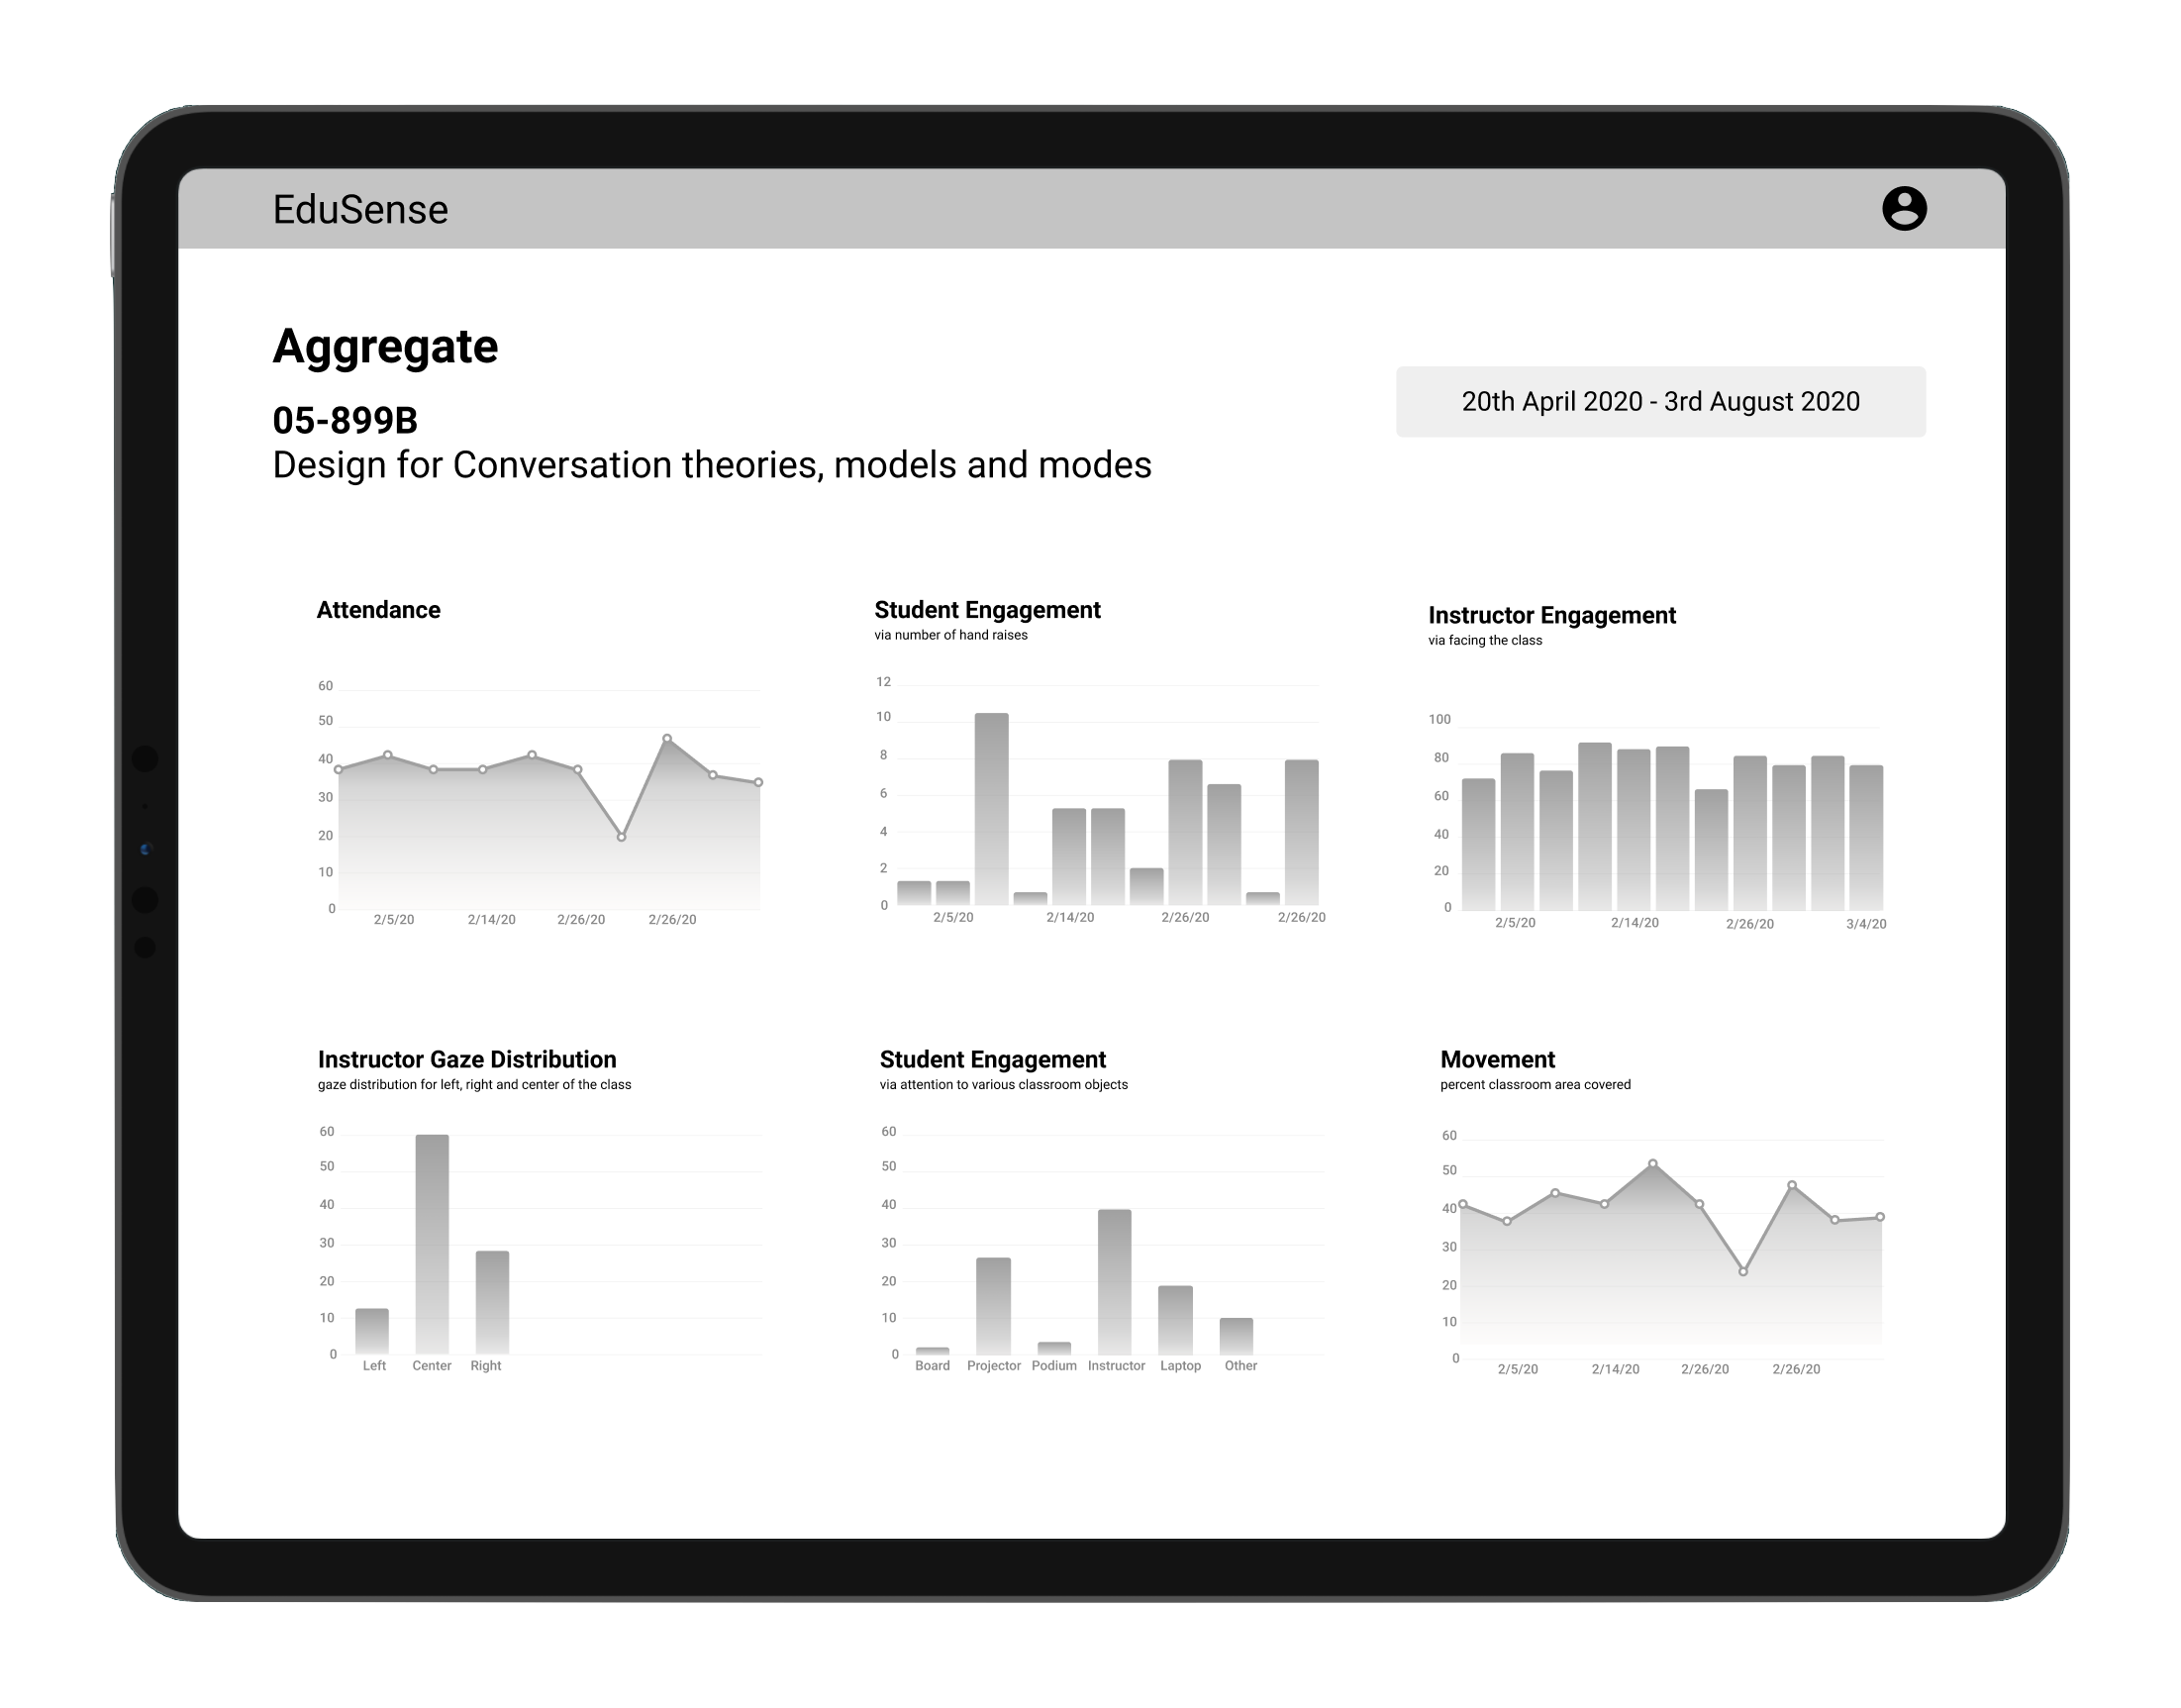 EduSense
Aggregate
05-899B
Design for Conversation theories, models and modes
20th April 2020 - 3rd August 2020
Attendance
60
50
40
30
20
10
0
2/5/20 2/14/20 2/26/20 2/26/20
Student Engagement
via number of hand raises
12
10
8
6
4
2
0
2/5/20 2/14/20 2/26/20 2/26/20
Instructor Engagement
via facing the class
100
80
60
40
20
0
2/5/20 2/14/20 2/26/20 3/4/20
Instructor Gaze Distribution
gaze distribution for left, right and center of the class
60
50
40
30
20
10
0
Left Center Right
Student Engagement
via attention to various classroom objects
60
50
40
30
20
10
0
Board Projector Podium Instructor Laptop Other
Movement
percent classroom area covered
60
50
40
30
20
10
0
2/5/20 2/14/20 2/26/20 2/26/20